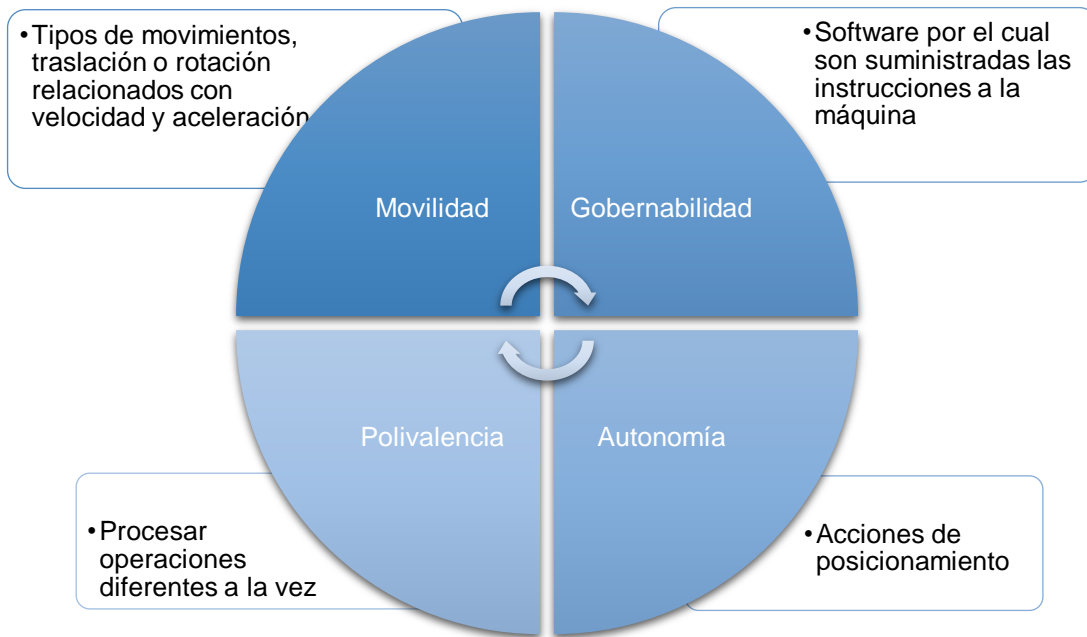 •Tipos de movimientos,
traslación o rotación
relacionados con
velocidad y aceleración
•Software por el cual
son suministradas las
instrucciones a la
máquina
Movilidad
Gobernabilidad
Polivalencia
Autonomía
•Procesar
operaciones
diferentes a la vez
•Acciones de
posicionamiento